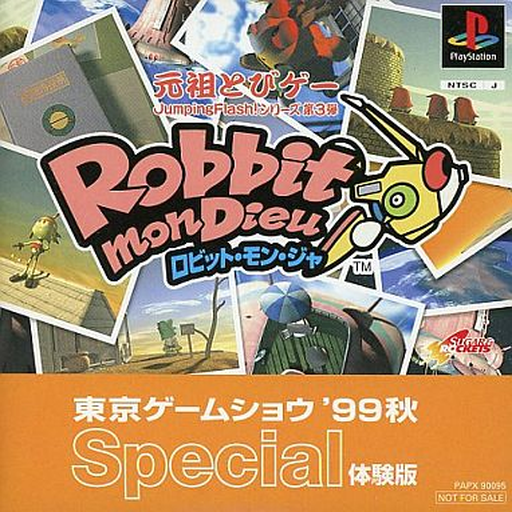 PlayStation
NTSC J
元祖とびゲー
JumpingFlash!シリーズ第3弾
Robbit
mon Dieu
TM
ロビット・モン・ジャ
SUGAR &
ROCKETS
東京ゲームショウ '99秋
Special 体験版
PAPX 90095
NOT FOR SALE